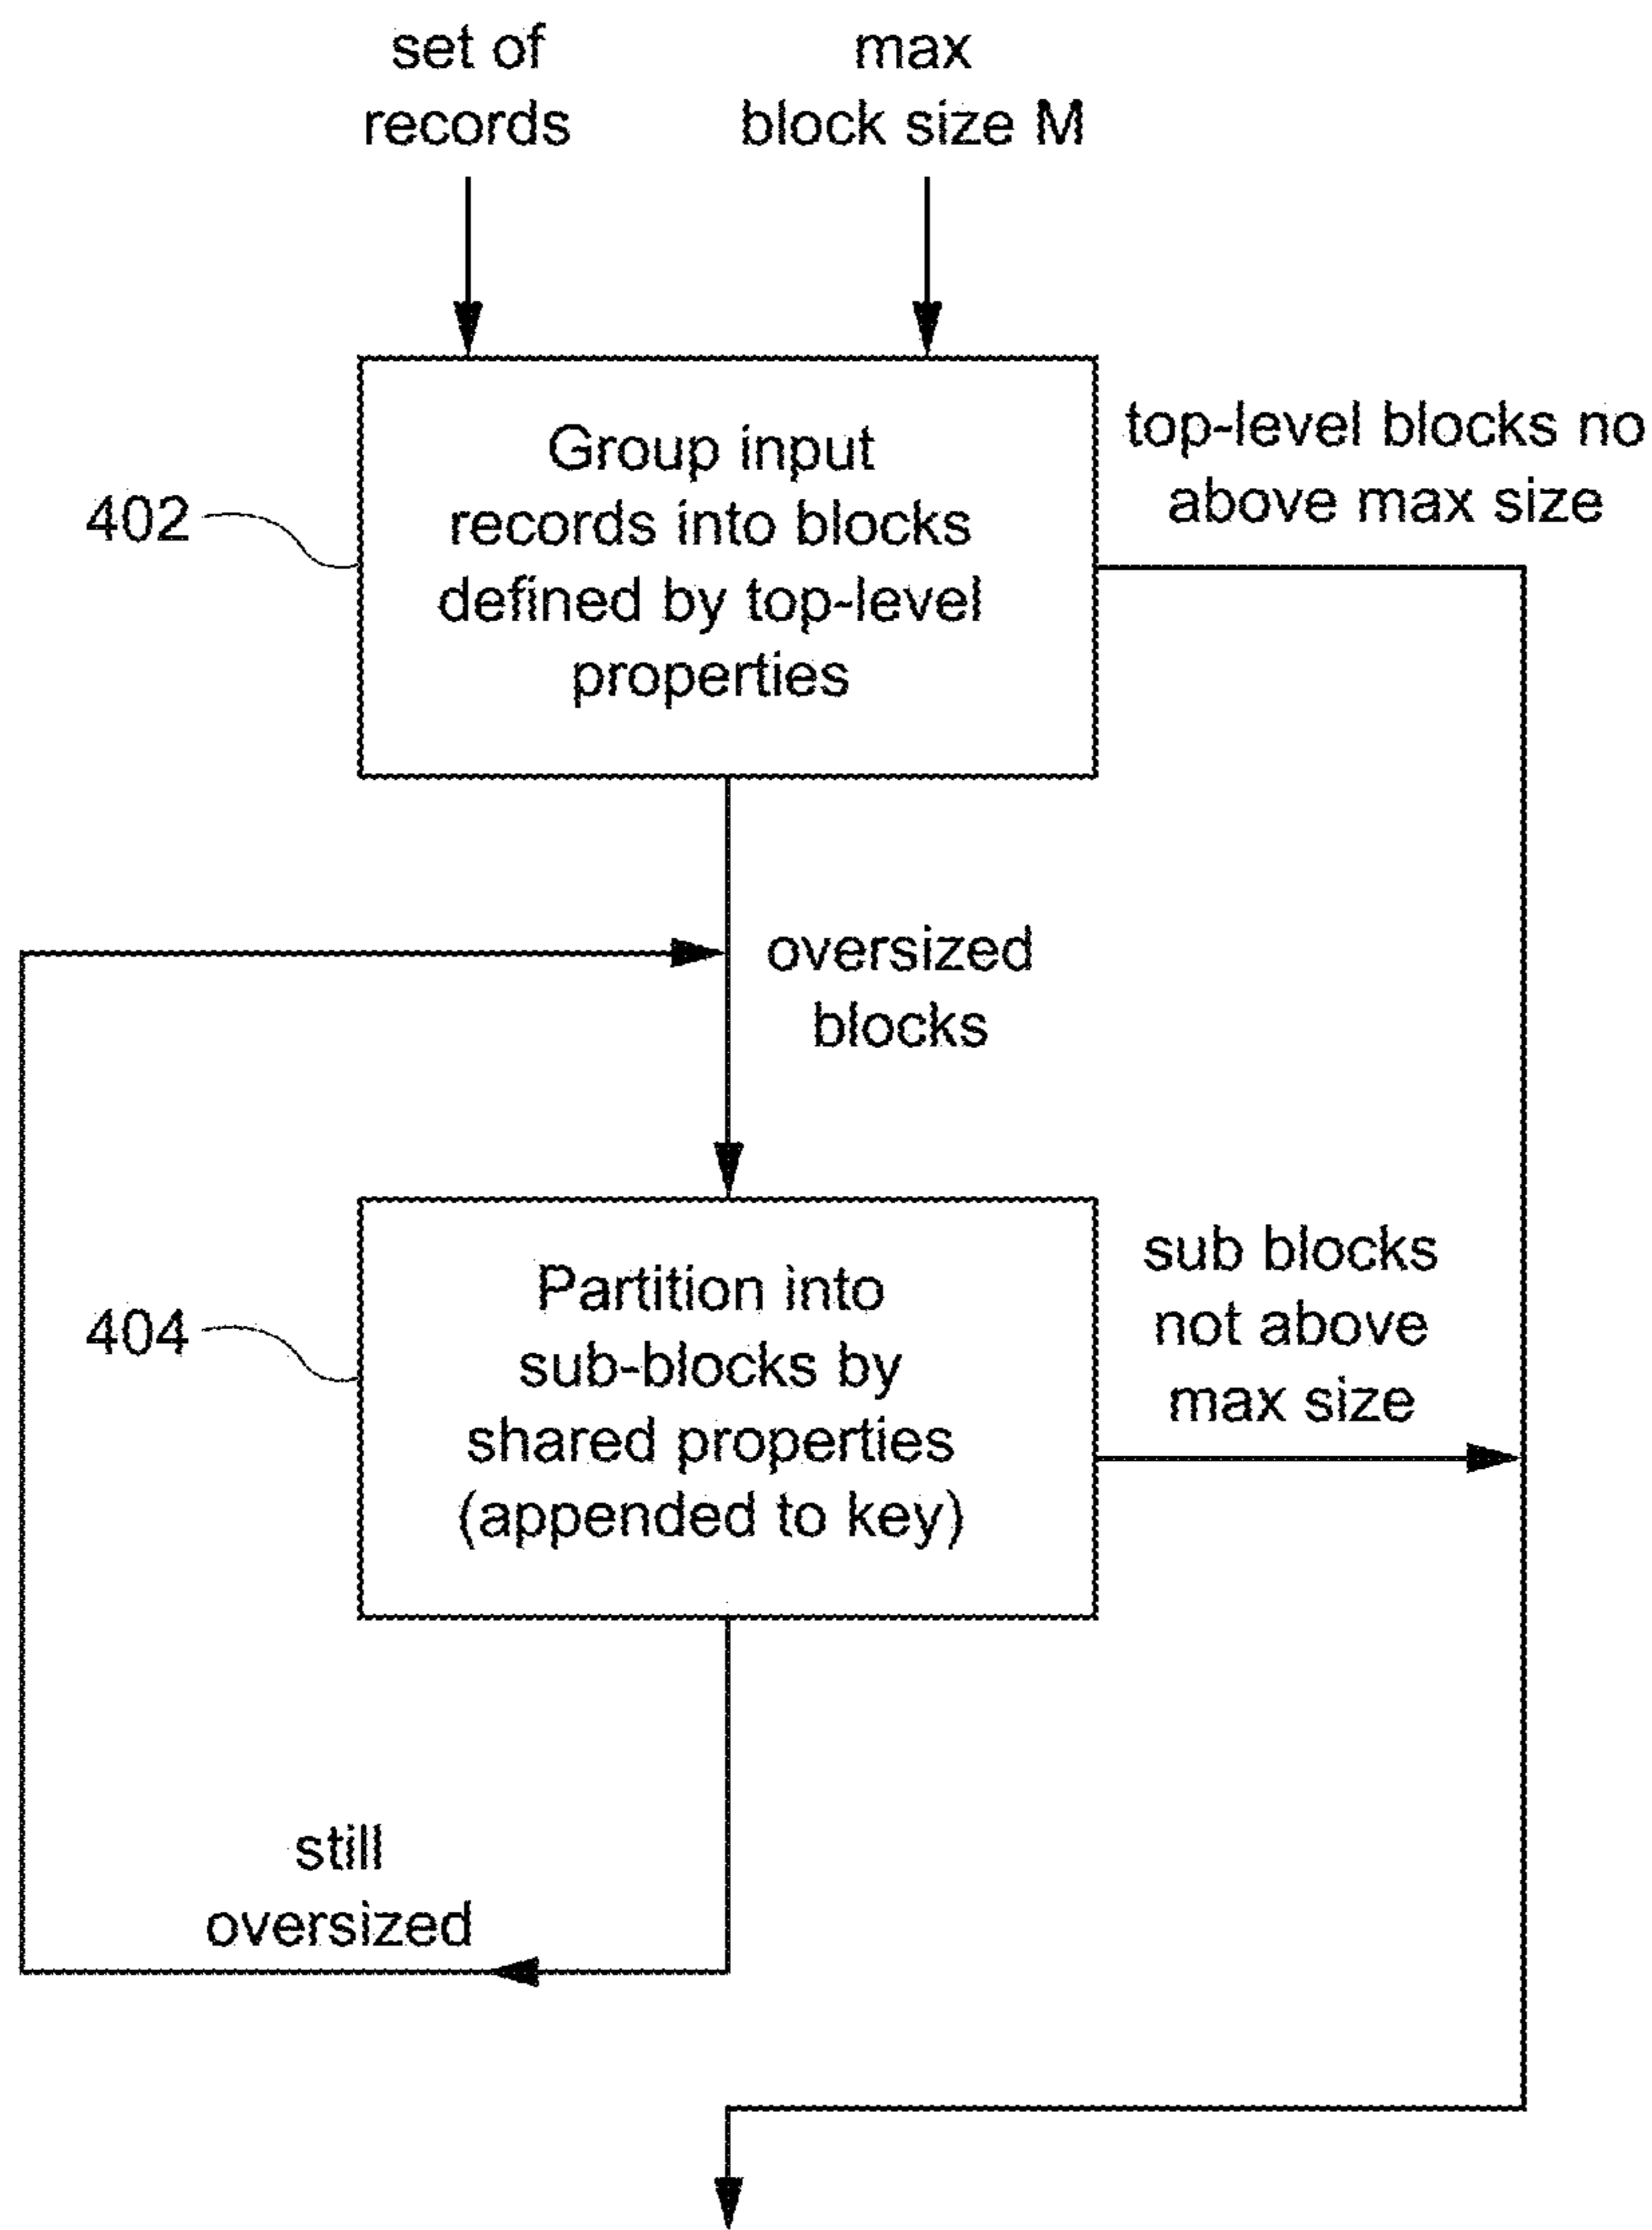 set of
records
max
block size M
Group input
records into blocks
defined by top-level
properties
402
top-level blocks no
above max size
oversized
blocks
Partition into
sub-blocks by
shared properties
(appended to key)
404
sub blocks
not above
max size
still
oversized